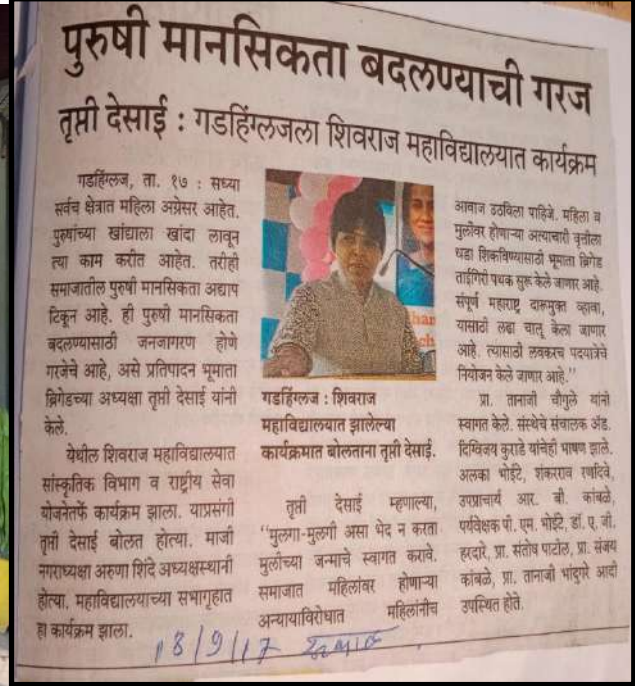 पुरुषी मानसिकता बदलण्याची गरज
तृप्ती देसाई : गडहिंग्लजला शिवराज महाविद्यालयात कार्यक्रम
गडहिंग्लज, ता. १७ : सध्या
सर्वच क्षेत्रात महिला अग्रेसर आहेत.
पुरुषांच्या खांद्याला खांदा लावून
त्या काम करीत आहेत. तरीही
समाजातील पुरुषी मानसिकता अद्याप
टिकून आहे. ही पुरुषी मानसिकता
बदलण्यासाठी जनजागरण होणे
गरजेचे आहे, असे प्रतिपादन भूमाता
ब्रिगेडच्या अध्यक्षा तृप्ती देसाई यांनी
केले.
येथील शिवराज महाविद्यालयात
सांस्कृतिक विभाग व राष्ट्रीय सेवा
योजनेतर्फे कार्यक्रम झाला. याप्रसंगी
तृप्ती देसाई बोलत होत्या. माजी
नगराध्यक्षा अरुणा शिंदे अध्यक्षस्थानी
होत्या. महाविद्यालयाच्या सभागृहात
हा कार्यक्रम झाला.
गडहिंग्लज : शिवराज
महाविद्यालयात झालेल्या
कार्यक्रमात बोलताना तृप्ती देसाई.
तृप्ती देसाई म्हणाल्या,
“मुलगा-मुलगी असा भेद न करता
मुलीच्या जन्माचे स्वागत करावे.
समाजात महिलांवर होणाऱ्या
अन्यायाविरोधात महिलांनीच
आवाज उठविला पाहिजे. महिला व
मुलींवर होणाऱ्या अत्याचारी वृत्तीला
धडा शिकविण्यासाठी भूमाता ब्रिगेड
ताईगिरी पथक सुरू केले जाणार आहे.
संपूर्ण महाराष्ट्र दारूमुक्त व्हावा,
यासाठी लढा चालू केला जाणार
आहे. त्यासाठी लवकरच पदयात्रेचे
नियोजन केले जाणार आहे.”
प्रा. तानाजी चौगुले यांनी
स्वागत केले. संस्थेचे संचालक ॲड.
दिग्विजय कुराडे यांचेही भाषण झाले.
अलका भोईटे, शंकरराव रणदिवे,
उपप्राचार्य आर. बी. कांबळे,
पर्यवेक्षक पी. एम. भोईटे, डॉ. ए. जी.
हरदारे, प्रा. संतोष पाटील, प्रा. संजय
कांबळे, प्रा. तानाजी भांदुगरे आदी
उपस्थित होते.
18/9/17 सकाळ